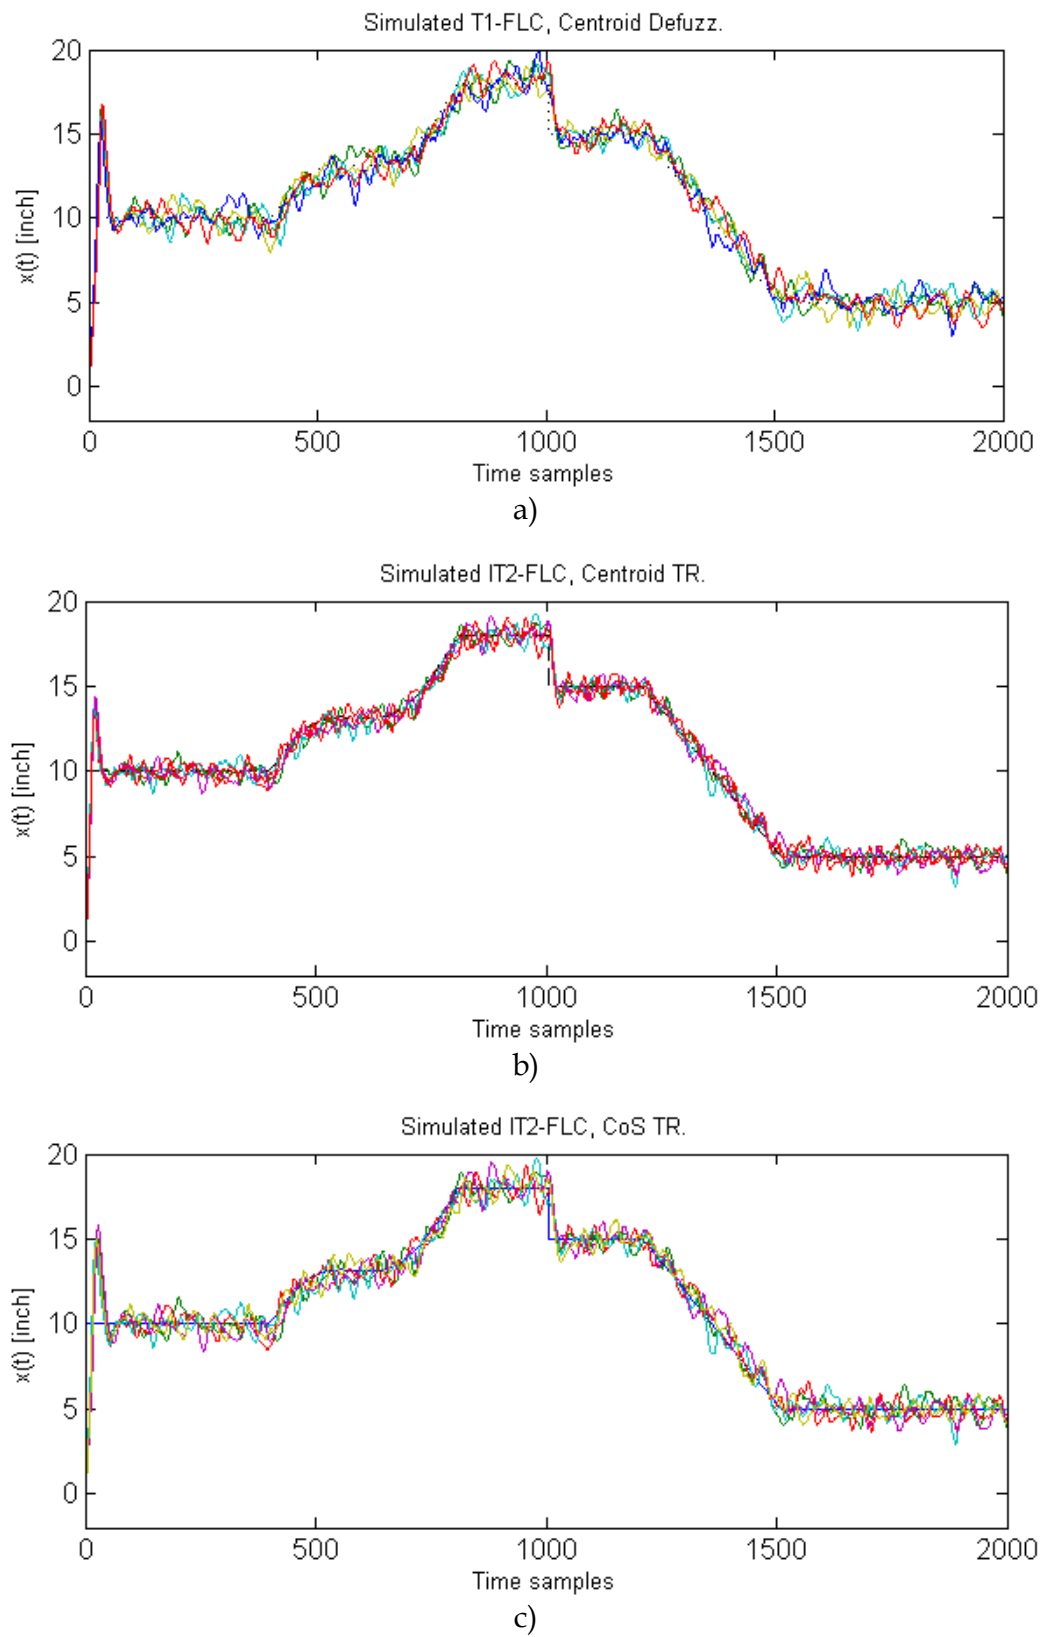 Simulated T1-FLC, Centroid Defuzz.
20
15
10
5
0
x(t) [inch]
0 500 1000 1500 2000
Time samples
a)
Simulated IT2-FLC, Centroid TR.
20
15
10
5
0
x(t) [inch]
0 500 1000 1500 2000
Time samples
b)
Simulated IT2-FLC, CoS TR.
20
15
10
5
0
x(t) [inch]
0 500 1000 1500 2000
Time samples
c)